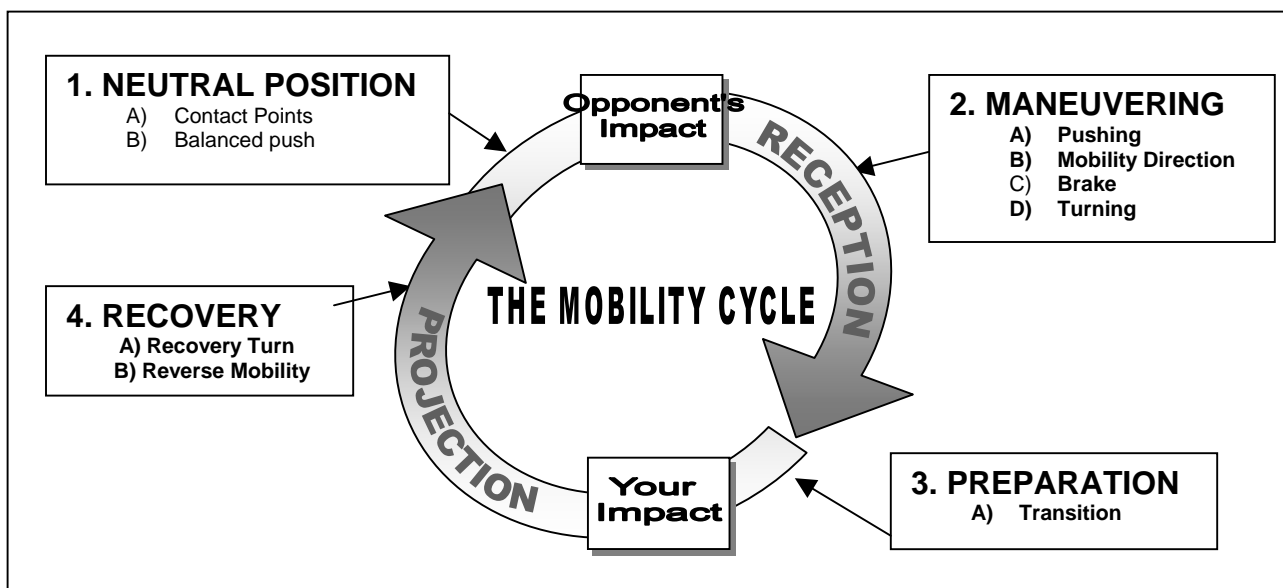 1. NEUTRAL POSITION
A) Contact Points
B) Balanced push
Opponent's
Impact
RECEPTION
2. MANEUVERING
A) Pushing
B) Mobility Direction
C) Brake
D) Turning
THE MOBILITY CYCLE
4. RECOVERY
A) Recovery Turn
B) Reverse Mobility
PROJECTION
Your
Impact
3. PREPARATION
A) Transition